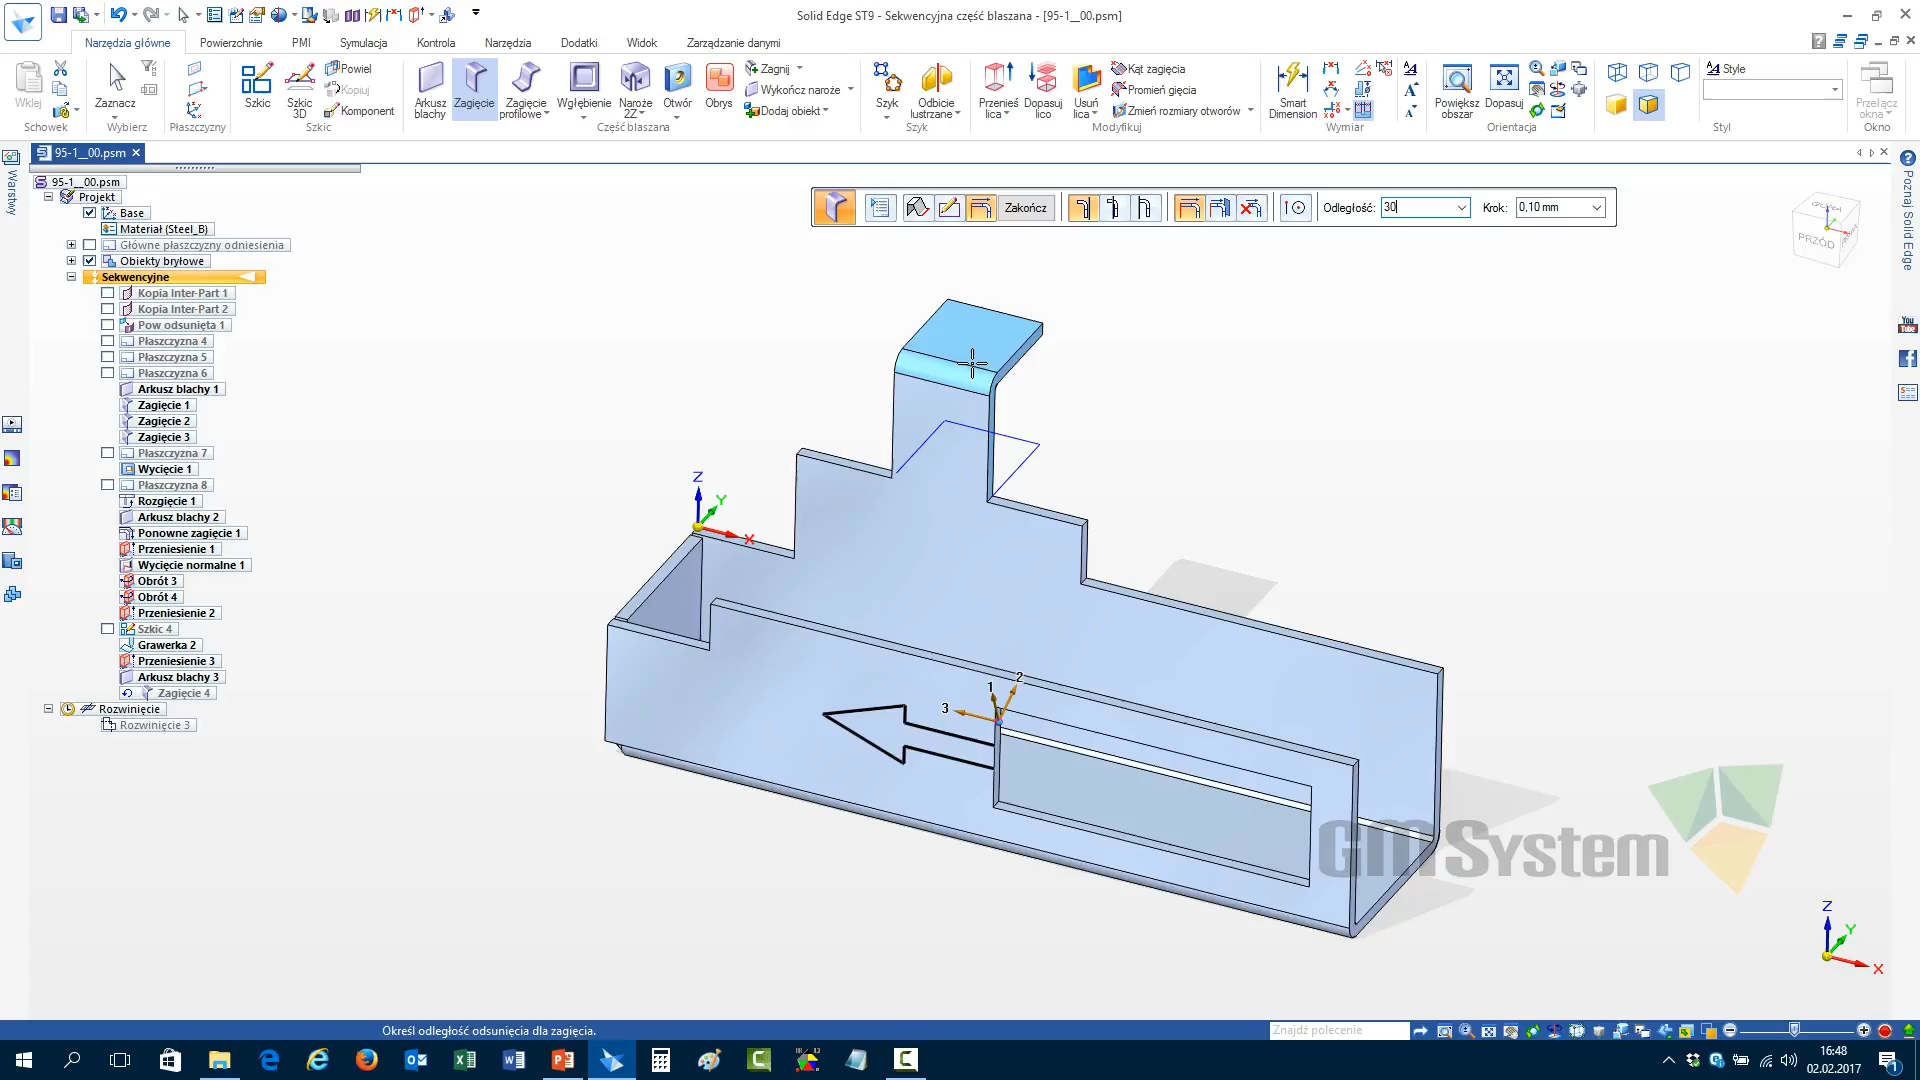 Solid Edge ST9 - Sekwencyjna część blaszana - [95-1__00.psm]
Narzędzia główne
Powierzchnie
PMI
Symulacja
Kontrola
Narzędzia
Dodatki
Widok
Zarządzanie danymi
Wklej
Schowek
Zaznacz
Wybierz
Płaszczyzny
Szkic
Szkic 3D
Powiel
Kopiuj
Komponent
Szkic
Arkusz blachy
Zagięcie
Zagięcie profilowe
Wgłębienie
Naroże 2Z
Otwór
Obrys
Zagnij
Wykończ naroże
Dodaj obiekt
Część blaszana
Szyk
Odbicie lustrzane
Szyk
Przenieś lica
Dopasuj lico
Usuń lica
Kąt zagięcia
Promień gięcia
Zmień rozmiary otworów
Modyfikuj
Smart Dimension
Wymiar
Powiększ obszar
Dopasuj
Orientacja
Style
Styl
Przełącz okna
Okno
95-1__00.psm
Warstwy
95-1__00.psm
Projekt
Base
Materiał (Steel_B)
Główne płaszczyzny odniesienia
Obiekty bryłowe
Sekwencyjne
Kopia Inter-Part 1
Kopia Inter-Part 2
Pow odsunięta 1
Płaszczyzna 4
Płaszczyzna 5
Płaszczyzna 6
Arkusz blachy 1
Zagięcie 1
Zagięcie 2
Zagięcie 3
Płaszczyzna 7
Wycięcie 1
Płaszczyzna 8
Rozgięcie 1
Arkusz blachy 2
Ponowne zagięcie 1
Przeniesienie 1
Wycięcie normalne 1
Obrót 3
Obrót 4
Przeniesienie 2
Szkic 4
Grawerka 2
Przeniesienie 3
Arkusz blachy 3
Zagięcie 4
Rozwinięcie
Rozwinięcie 3
Zakończ
Odległość: 30
Krok: 0,10 mm
PRZÓD
Poznaj Solid Edge
You Tube
Z
Y
X
1
2
3
GMSystem
Z
Y
X
Określ odległość odsunięcia dla zagięcia.
Znajdź polecenie
16:48
02.02.2017